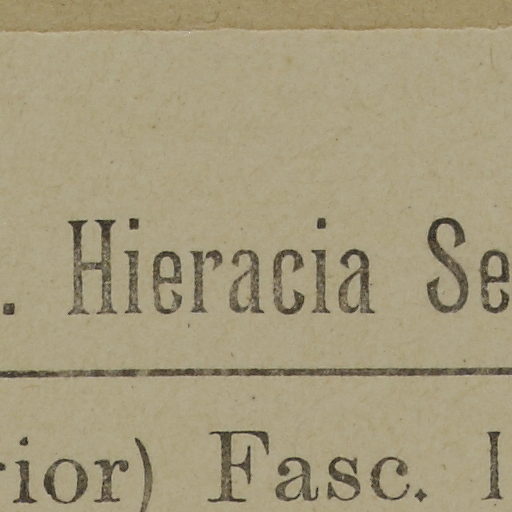 . Hieracia Se
rior) Fasc.